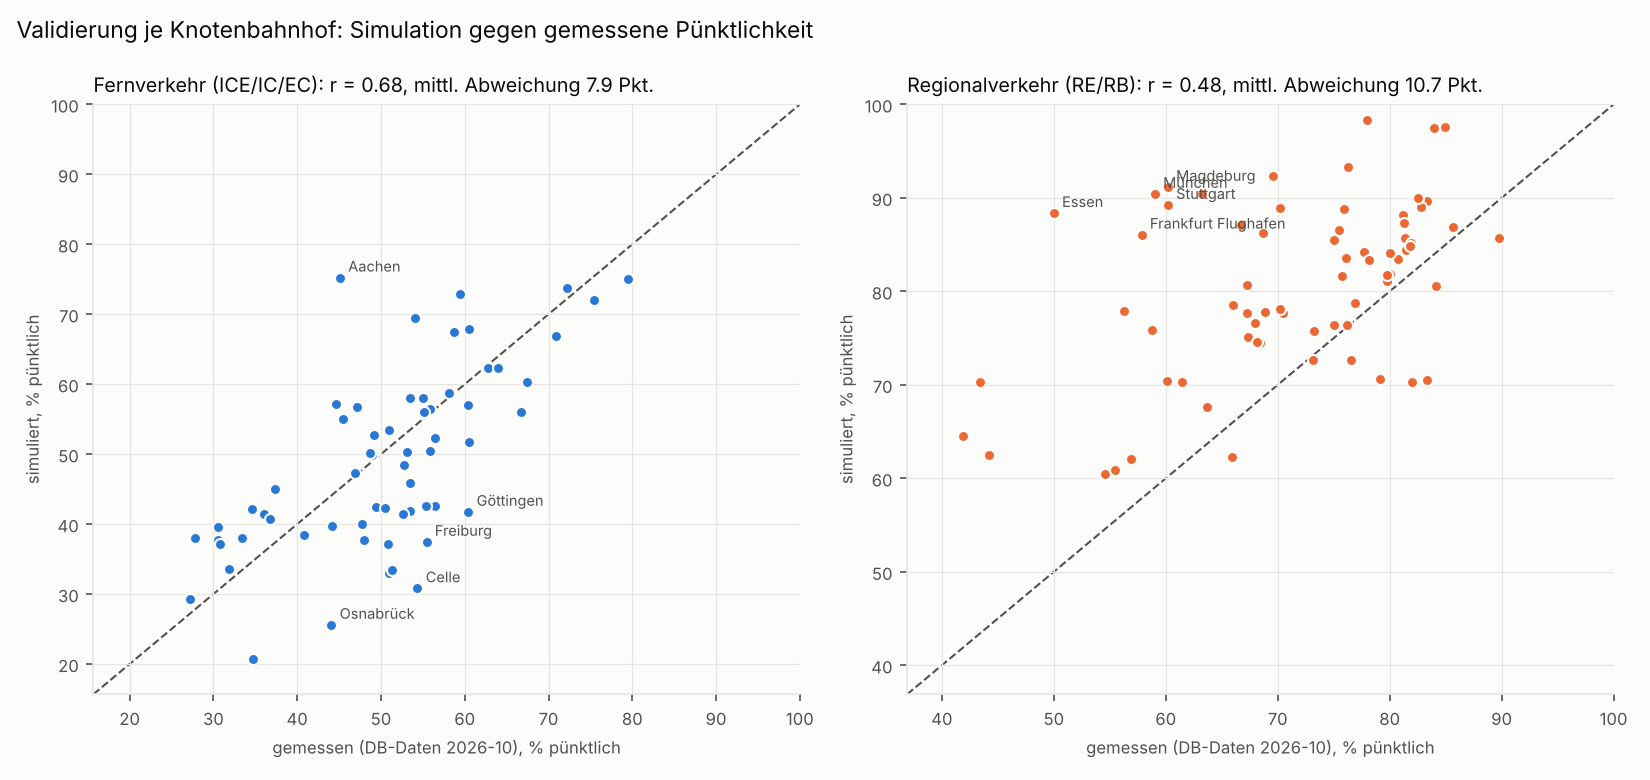 Validierung je Knotenbahnhof: Simulation gegen gemessene Pünktlichkeit
Fernverkehr (ICE/IC/EC): r = 0.68, mittl. Abweichung 7.9 Pkt.
100
90
80
70
60
50
40
30
20
simuliert, % pünktlich
Aachen
Göttingen
Freiburg
Celle
Osnabrück
20 30 40 50 60 70 80 90 100
gemessen (DB-Daten 2026-10), % pünktlich
Regionalverkehr (RE/RB): r = 0.48, mittl. Abweichung 10.7 Pkt.
100
90
80
70
60
50
40
simuliert, % pünktlich
Magdeburg
München
Stuttgart
Essen
Frankfurt Flughafen
40 50 60 70 80 90 100
gemessen (DB-Daten 2026-10), % pünktlich